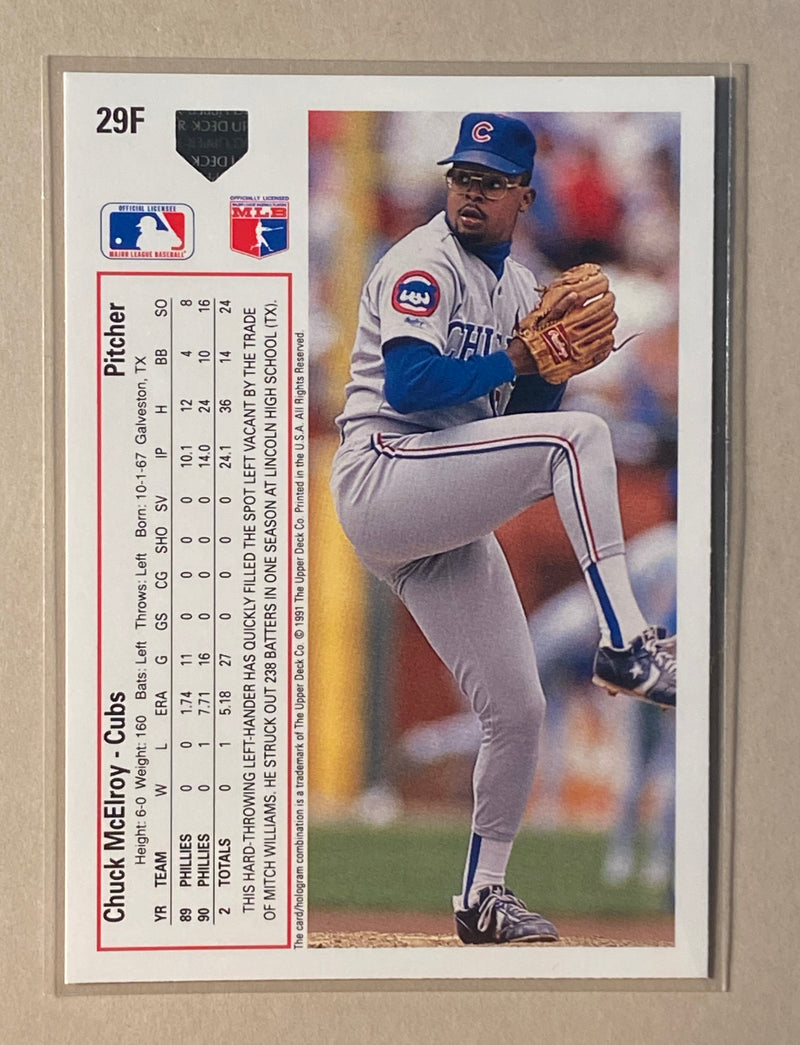 29F
OFFICIAL LICENSEE
MAJOR LEAGUE BASEBALL
OFFICIALLY LICENSED
MAJOR LEAGUE BASEBALL PLAYERS
MLB
Chuck McElroy - Cubs Pitcher
Height: 6-0 Weight: 160 Bats: Left Throws: Left Born: 10-1-67 Galveston, TX
YR TEAM W L ERA G GS CG SHO SV IP H BB SO
89 PHILLIES 0 0 1.74 11 0 0 0 0 10.1 12 4 8
90 PHILLIES 0 1 7.71 16 0 0 0 0 14.0 24 10 16
2 TOTALS 0 1 5.18 27 0 0 0 0 24.1 36 14 24
THIS HARD-THROWING LEFT-HANDER HAS QUICKLY FILLED THE SPOT LEFT VACANT BY THE TRADE
OF MITCH WILLIAMS. HE STRUCK OUT 238 BATTERS IN ONE SEASON AT LINCOLN HIGH SCHOOL (TX).
The card/hologram combination is a trademark of The Upper Deck Co. © 1991 The Upper Deck Co. Printed in the U.S.A. All Rights Reserved.
C